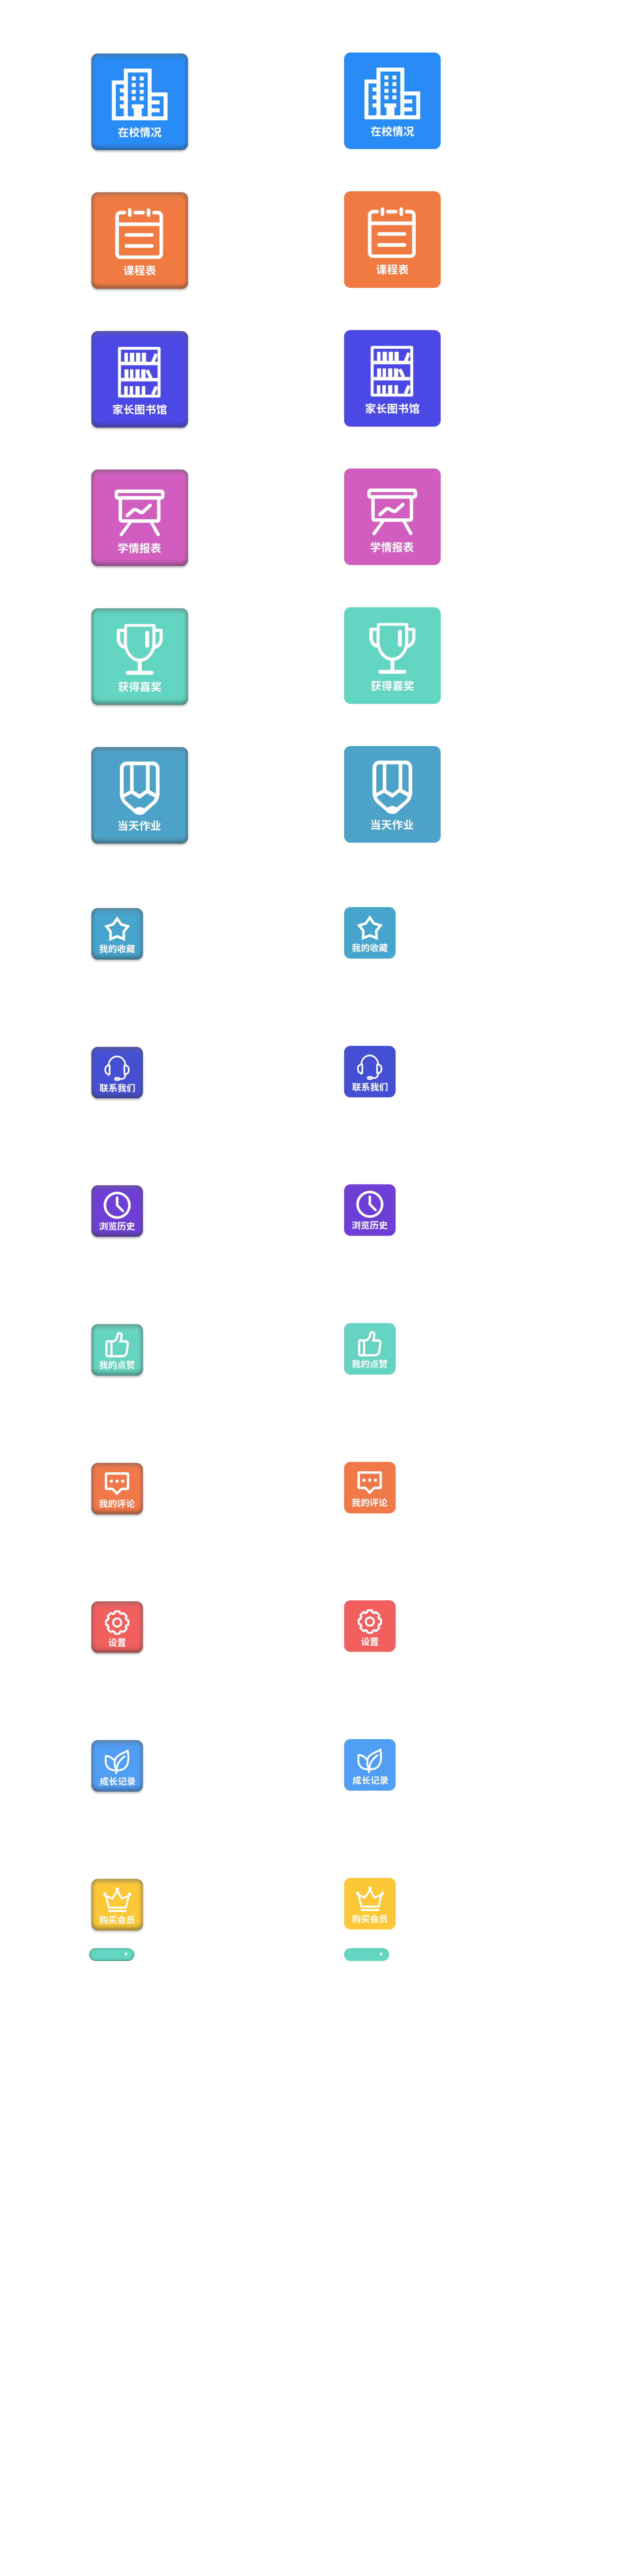 在校情况
在校情况
课程表
课程表
家长图书馆
家长图书馆
学情报表
学情报表
获得嘉奖
获得嘉奖
当天作业
当天作业
我的收藏
我的收藏
联系我们
联系我们
浏览历史
浏览历史
我的点赞
我的点赞
我的评论
我的评论
设置
设置
成长记录
成长记录
购买会员
购买会员